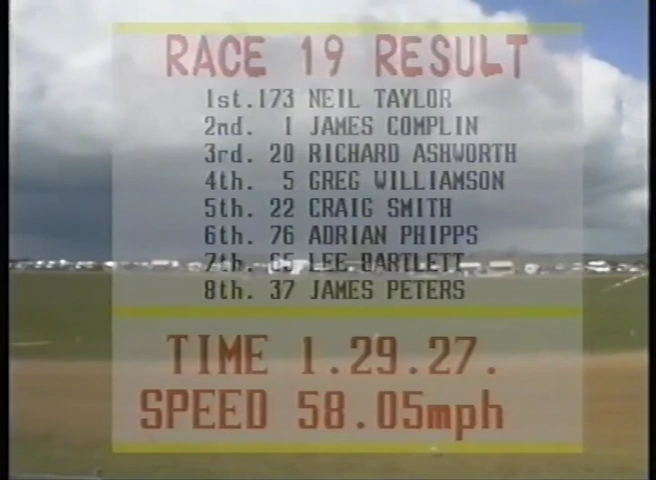 RACE 19 RESULT
1st. 173 NEIL TAYLOR
2nd. 1 JAMES COMPLIN
3rd. 20 RICHARD ASHWORTH
4th. 5 GREG WILLIAMSON
5th. 22 CRAIG SMITH
6th. 76 ADRIAN PHIPPS
7th. 65 LEE BARTLETT
8th. 37 JAMES PETERS
TIME 1.29.27.
SPEED 58.05mph